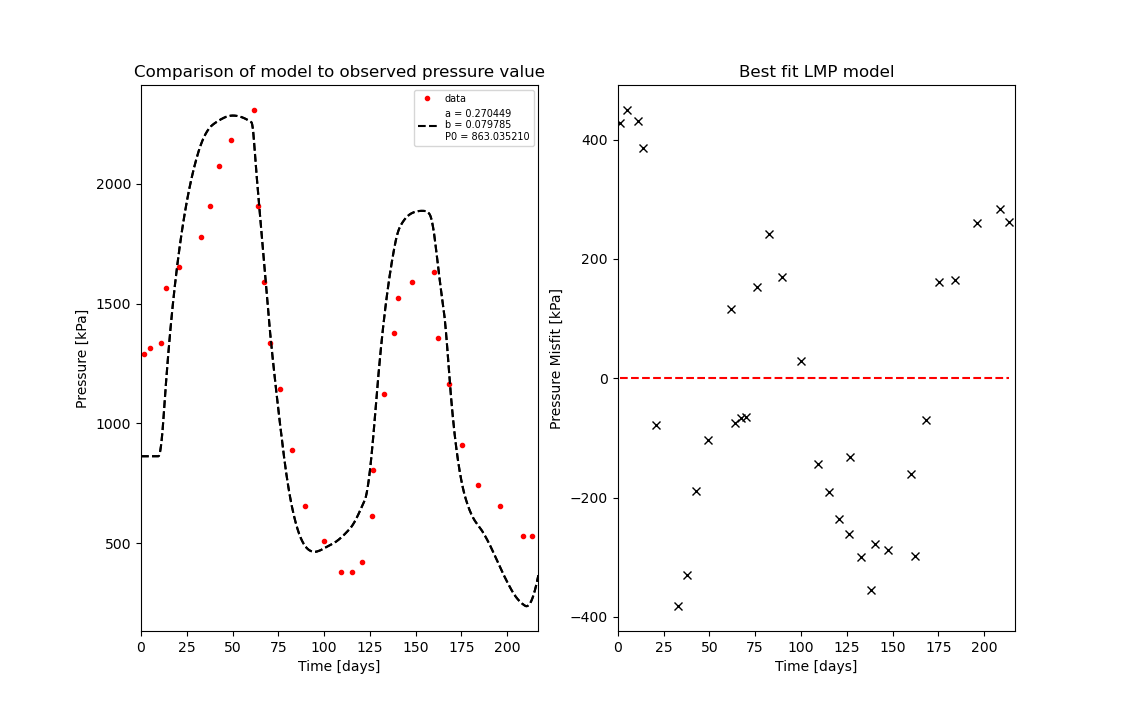 Comparison of model to observed pressure value
data
a = 0.270449
b = 0.079785
P0 = 863.035210
Pressure [kPa]
2000
1500
1000
500
0 25 50 75 100 125 150 175 200
Time [days]
Best fit LMP model
Pressure Misfit [kPa]
400
200
0
−200
−400
0 25 50 75 100 125 150 175 200
Time [days]